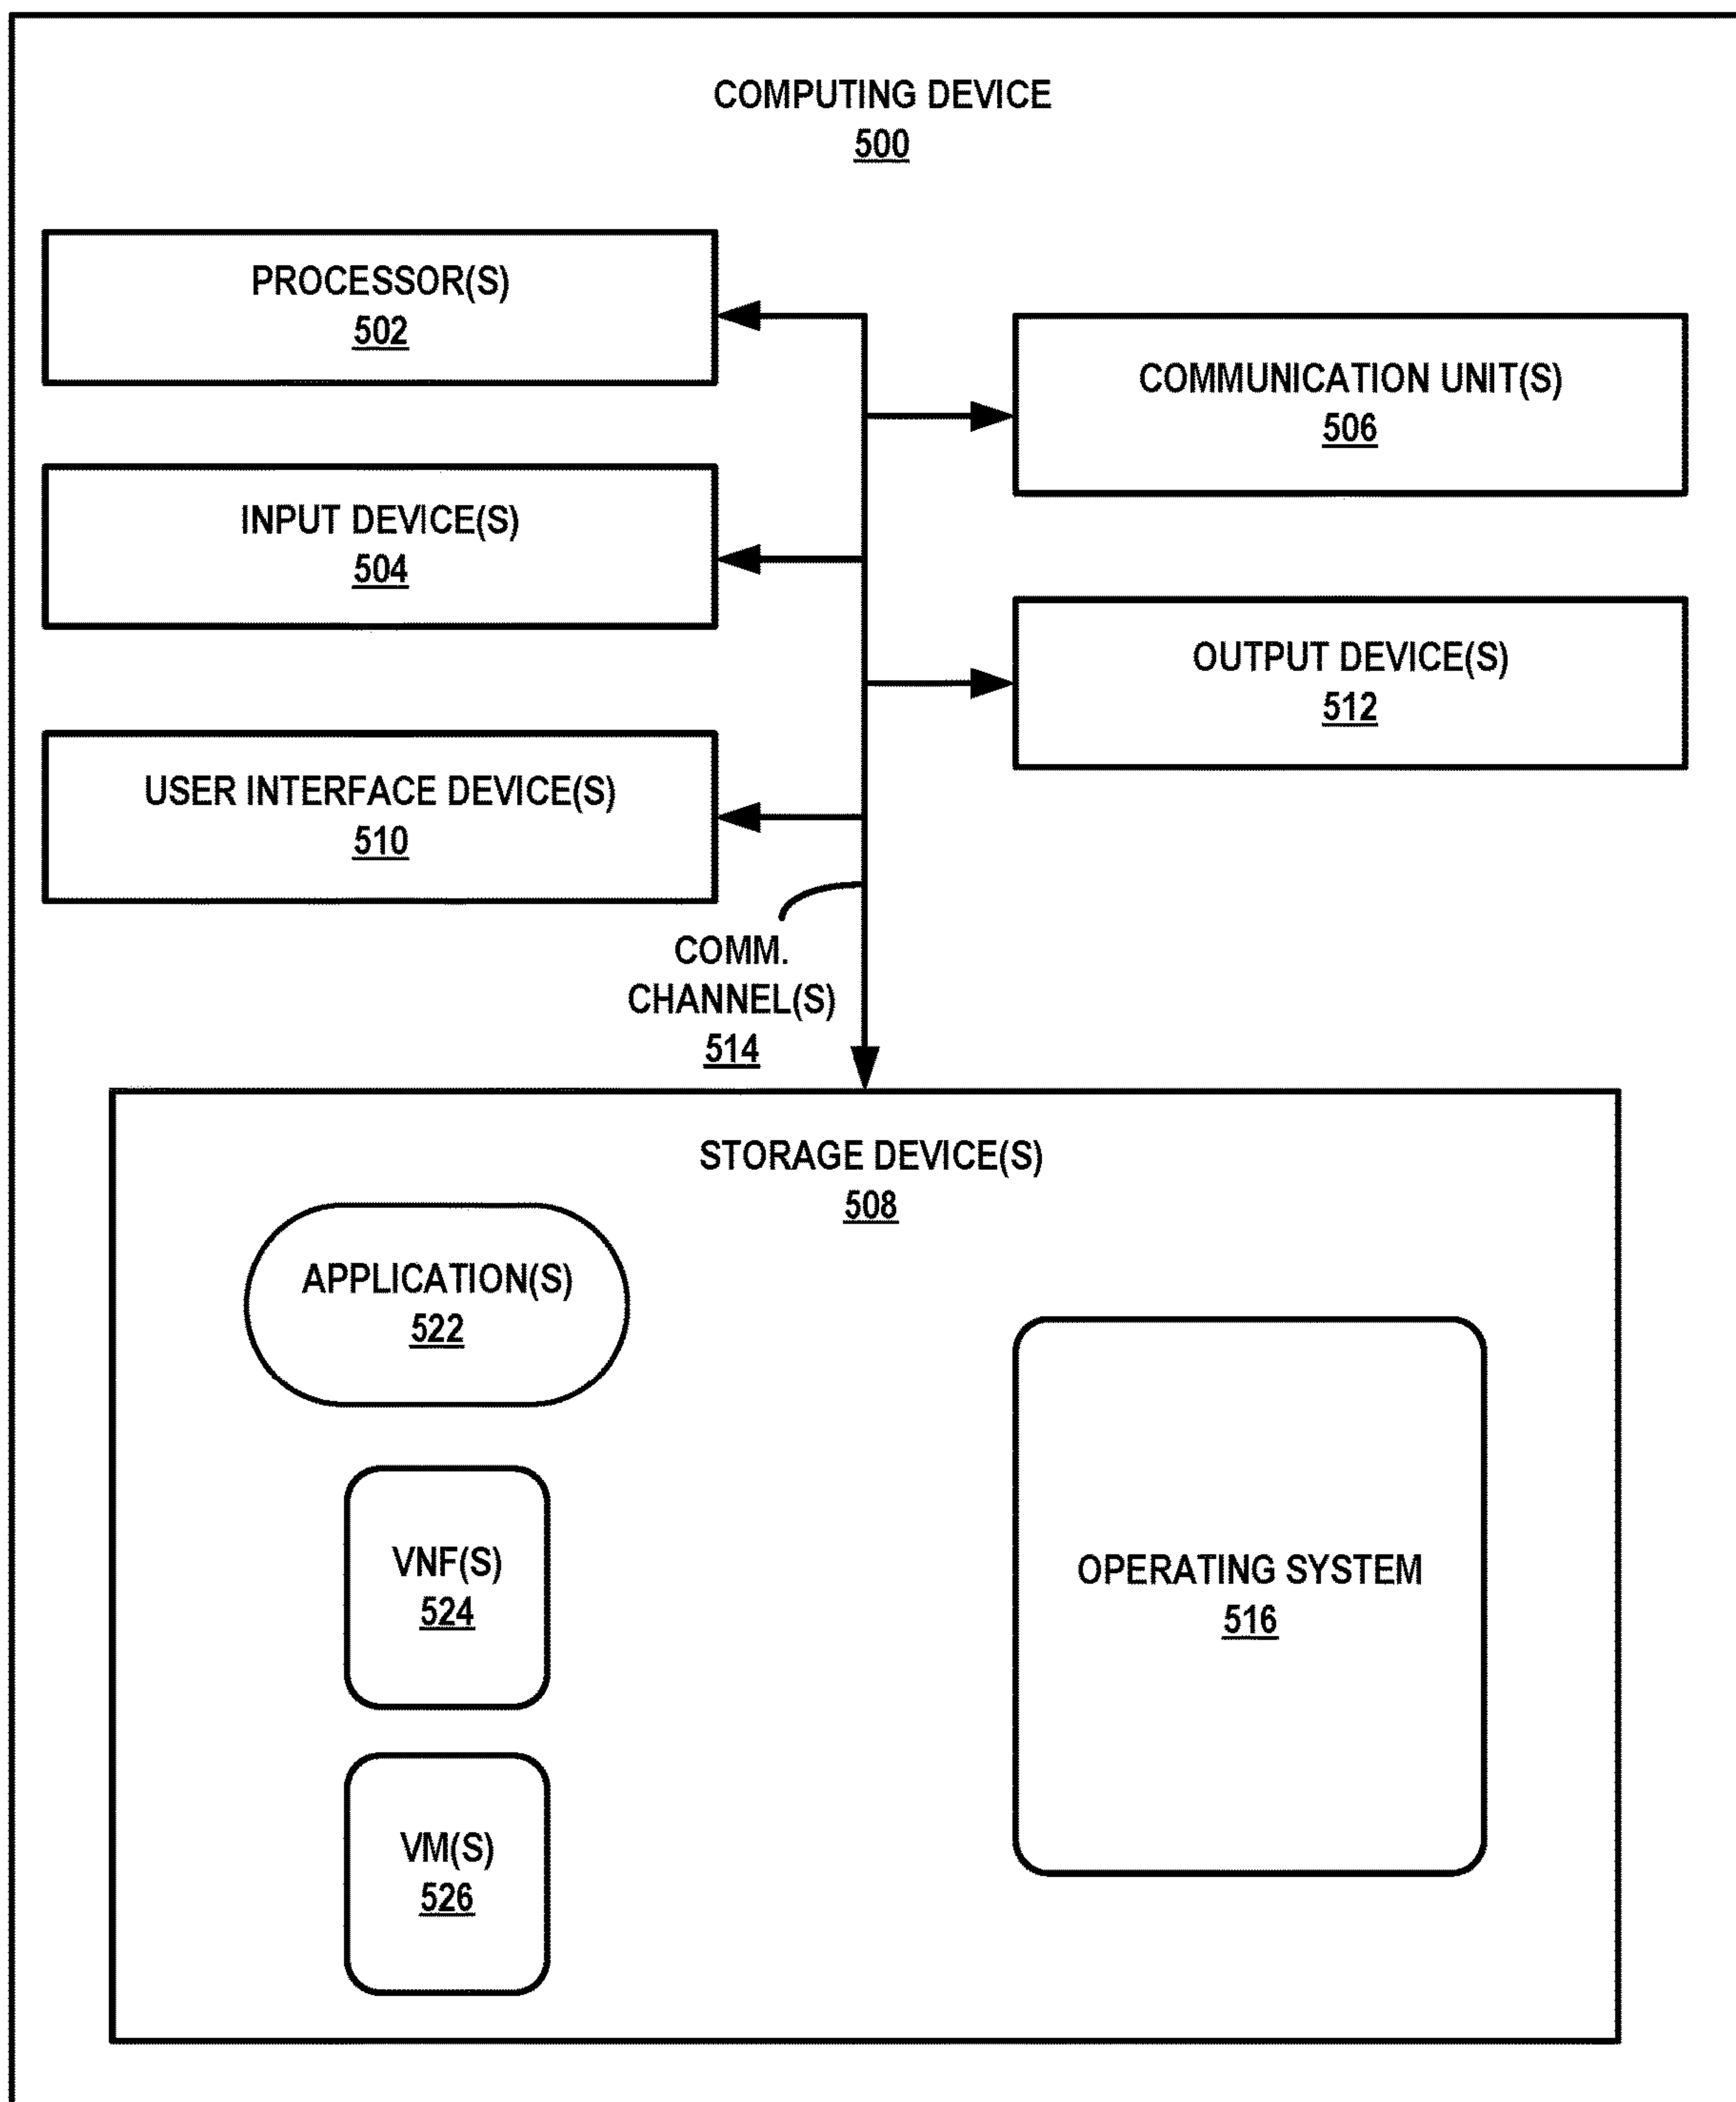 COMPUTING DEVICE
500
PROCESSOR(S)
502
COMMUNICATION UNIT(S)
506
INPUT DEVICE(S)
504
OUTPUT DEVICE(S)
512
USER INTERFACE DEVICE(S)
510
COMM.
CHANNEL(S)
514
STORAGE DEVICE(S)
508
APPLICATION(S)
522
VNF(S)
524
OPERATING SYSTEM
516
VM(S)
526